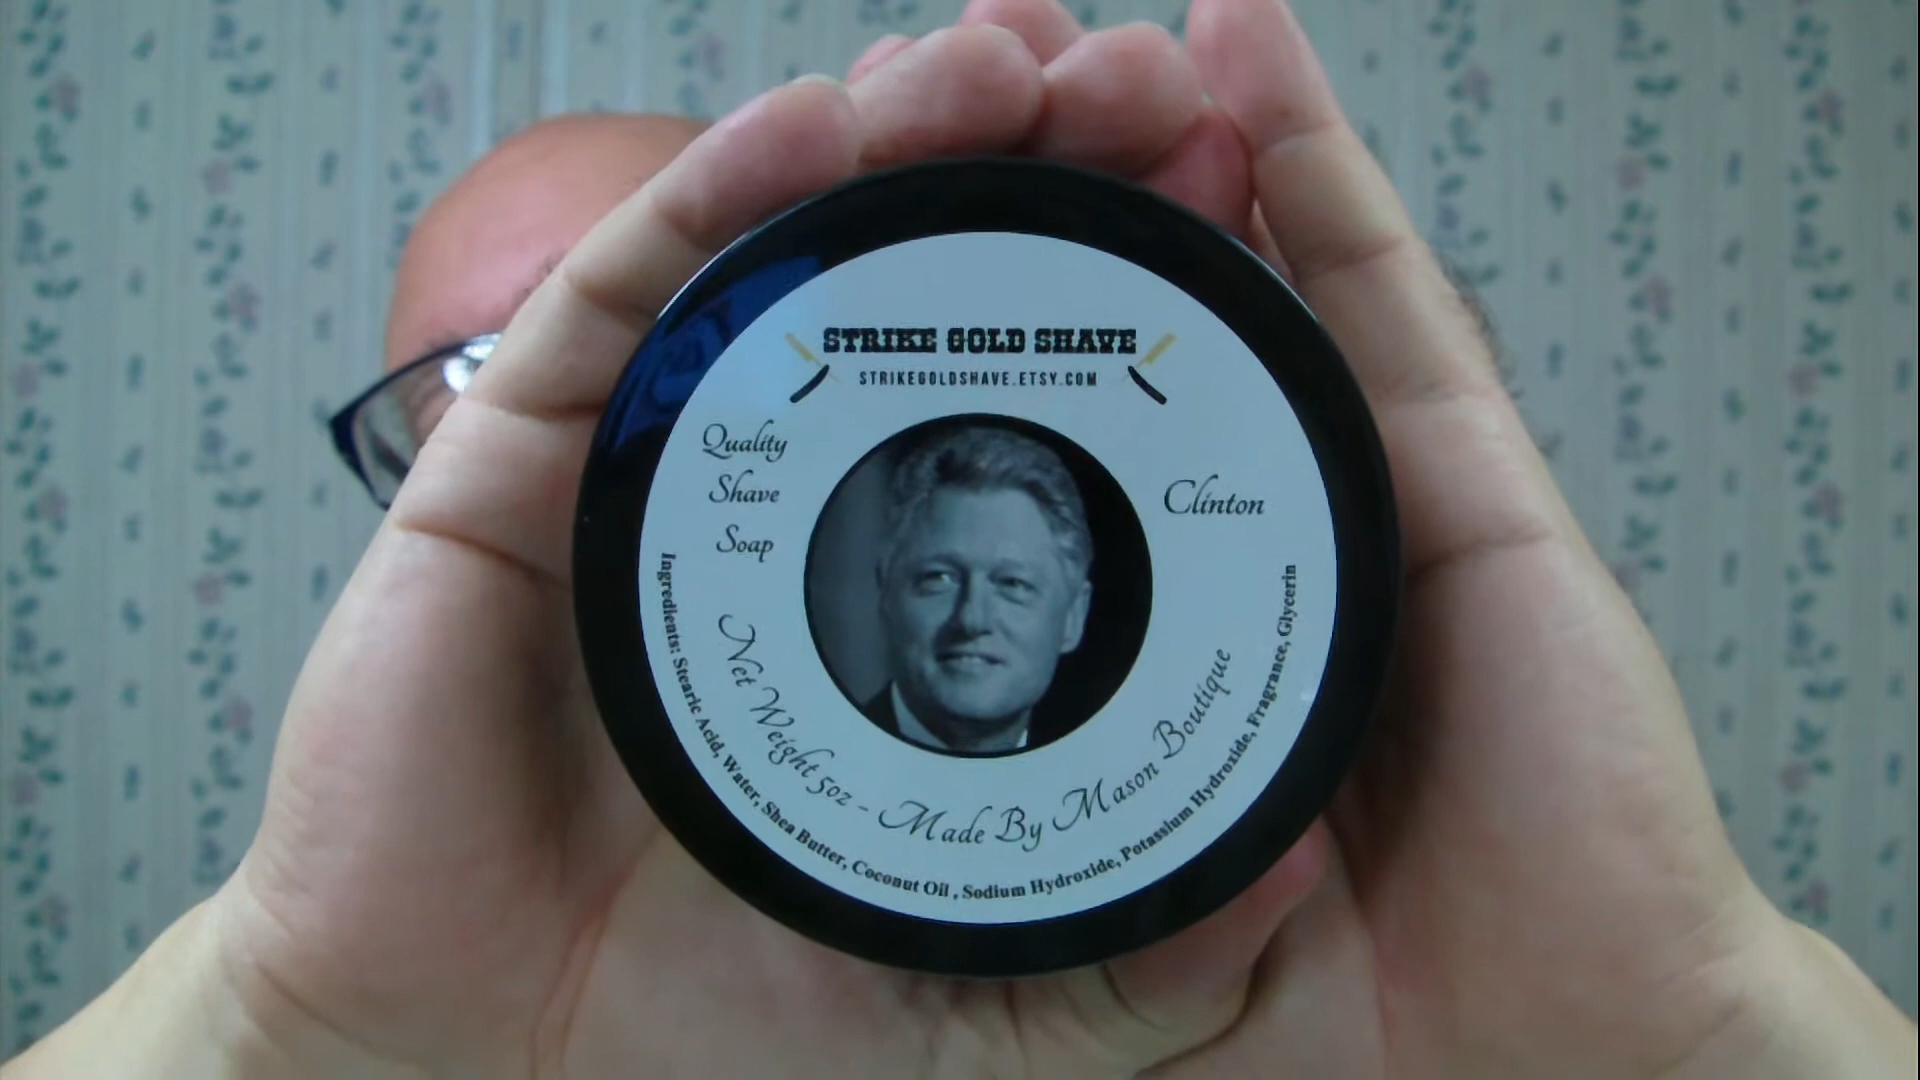 STRIKE GOLD SHAVE
STRIKEGOLDSHAVE.ETSY.COM
Quality
Shave
Soap
Clinton
Net Weight 5oz - Made By Mason Boutique
Ingredients: Stearic Acid, Water, Shea Butter, Coconut Oil , Sodium Hydroxide, Potassium Hydroxide, Fragrance, Glycerin